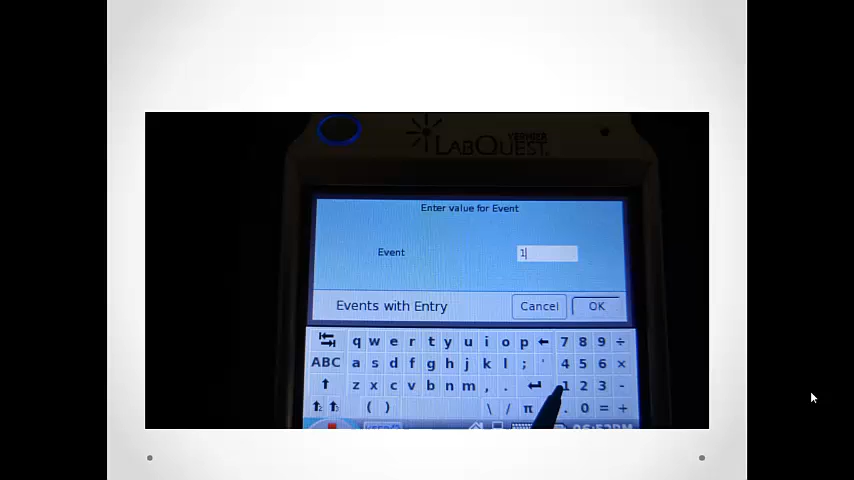 VERNIER
LABQUEST
Enter value for Event
Event 1
Events with Entry Cancel OK
q w e r t y u i o p 7 8 9 ÷
ABC a s d f g h j k l ; ' 4 5 6 ×
z x c v b n m , . 1 2 3 -
( ) \ / π . 0 = +